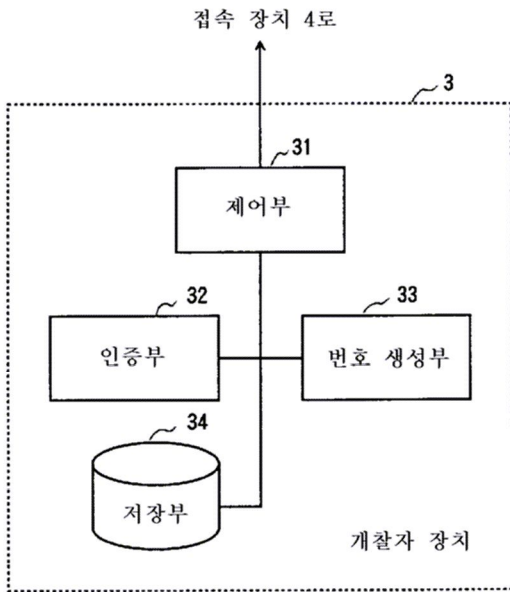 접속 장치 4로
3
31
제어부
32
인증부
33
번호 생성부
34
저장부
개찰자 장치